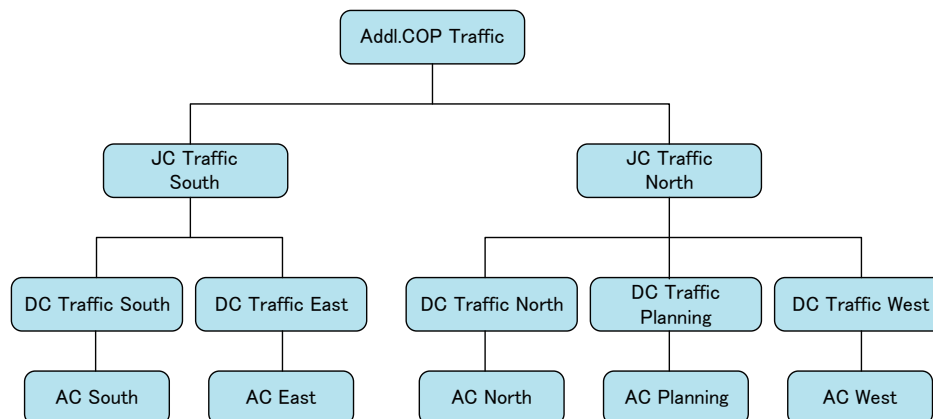 Addl.COP Traffic
JC Traffic
South
JC Traffic
North
DC Traffic South
DC Traffic East
DC Traffic North
DC Traffic
Planning
DC Traffic West
AC South
AC East
AC North
AC Planning
AC West